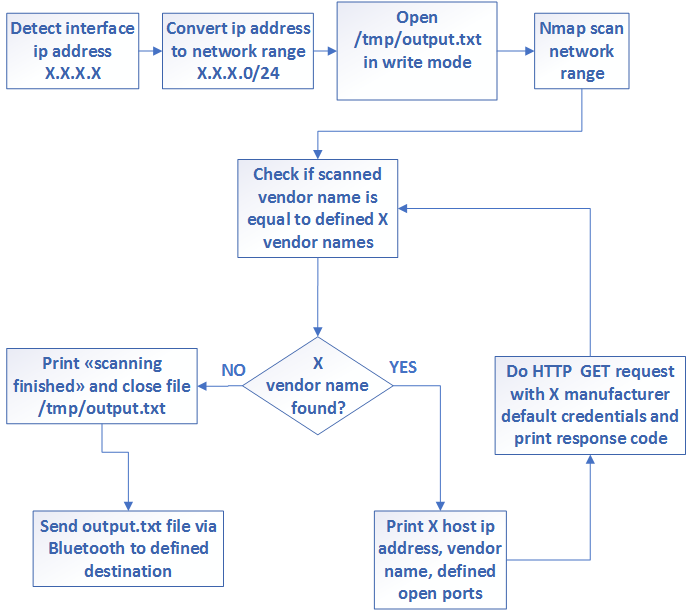 Detect interface
ip address
X.X.X.X
Convert ip address
to network range
X.X.X.0/24
Open
/tmp/output.txt
in write mode
Nmap scan
network
range
Check if scanned
vendor name is
equal to defined X
vendor names
X
vendor name
found?
NO
YES
Print «scanning
finished» and close file
/tmp/output.txt
Send output.txt file via
Bluetooth to defined
destination
Print X host ip
address, vendor
name, defined
open ports
Do HTTP  GET request
with X manufacturer
default credentials and
print response code